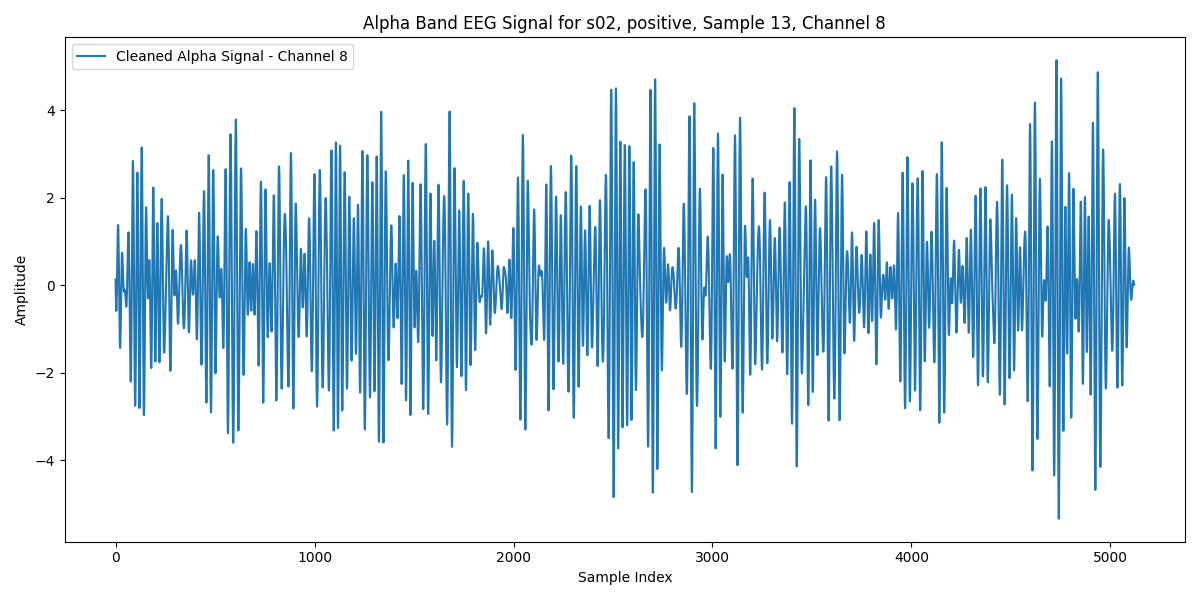 Alpha Band EEG Signal for s02, positive, Sample 13, Channel 8
Cleaned Alpha Signal - Channel 8
Amplitude
4
2
0
−2
−4
0 1000 2000 3000 4000 5000
Sample Index